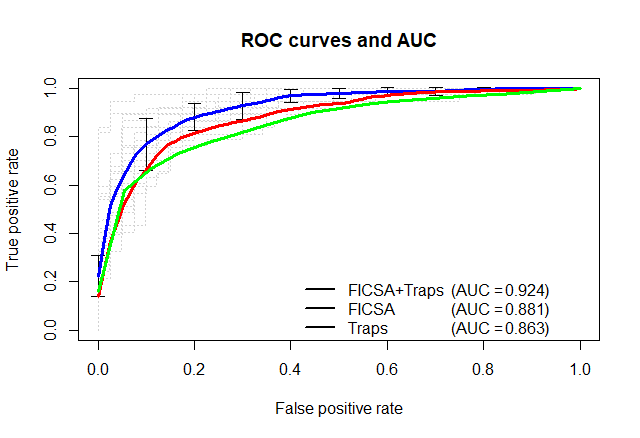 ROC curves and AUC
True positive rate
1.0
0.8
0.6
0.4
0.2
0.0
FICSA+Traps (AUC = 0.924)
FICSA (AUC = 0.881)
Traps (AUC = 0.863)
0.0 0.2 0.4 0.6 0.8 1.0
False positive rate